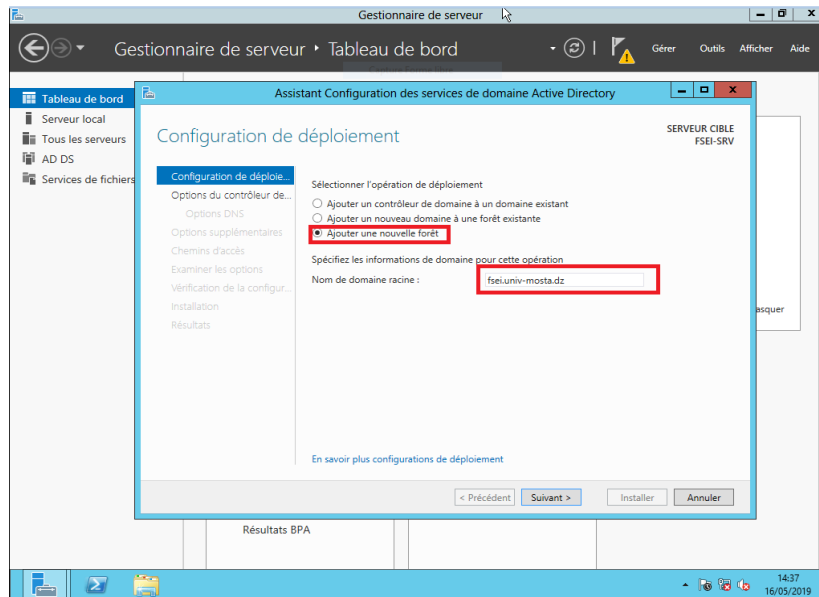 Gestionnaire de serveur
Gestionnaire de serveur • Tableau de bord
Gérer Outils Afficher Aide
Tableau de bord
Serveur local
Tous les serveurs
AD DS
Services de fichiers
Assistant Configuration des services de domaine Active Directory
Configuration de déploiement
SERVEUR CIBLE
FSEI-SRV
Configuration de déploie...
Options du contrôleur de...
Options DNS
Options supplémentaires
Chemins d'accès
Examiner les options
Vérification de la configur...
Installation
Résultats
Sélectionner l'opération de déploiement
Ajouter un contrôleur de domaine à un domaine existant
Ajouter un nouveau domaine à une forêt existante
Ajouter une nouvelle forêt
Spécifiez les informations de domaine pour cette opération
Nom de domaine racine :
fsei.univ-mosta.dz
En savoir plus configurations de déploiement
< Précédent
Suivant >
Installer
Annuler
asquer
Résultats BPA
14:37
16/05/2019